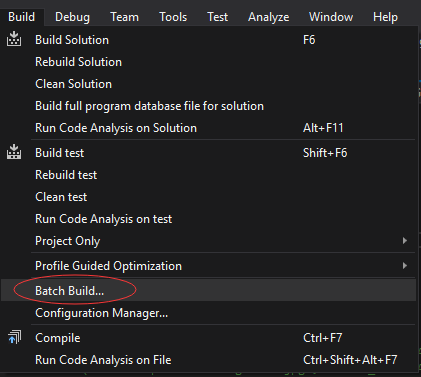 Build Debug Team Tools Test Analyze Window Help
Build Solution F6
Rebuild Solution
Clean Solution
Build full program database file for solution
Run Code Analysis on Solution Alt+F11
Build test Shift+F6
Rebuild test
Clean test
Run Code Analysis on test
Project Only
Profile Guided Optimization
Batch Build...
Configuration Manager...
Compile Ctrl+F7
Run Code Analysis on File Ctrl+Shift+Alt+F7